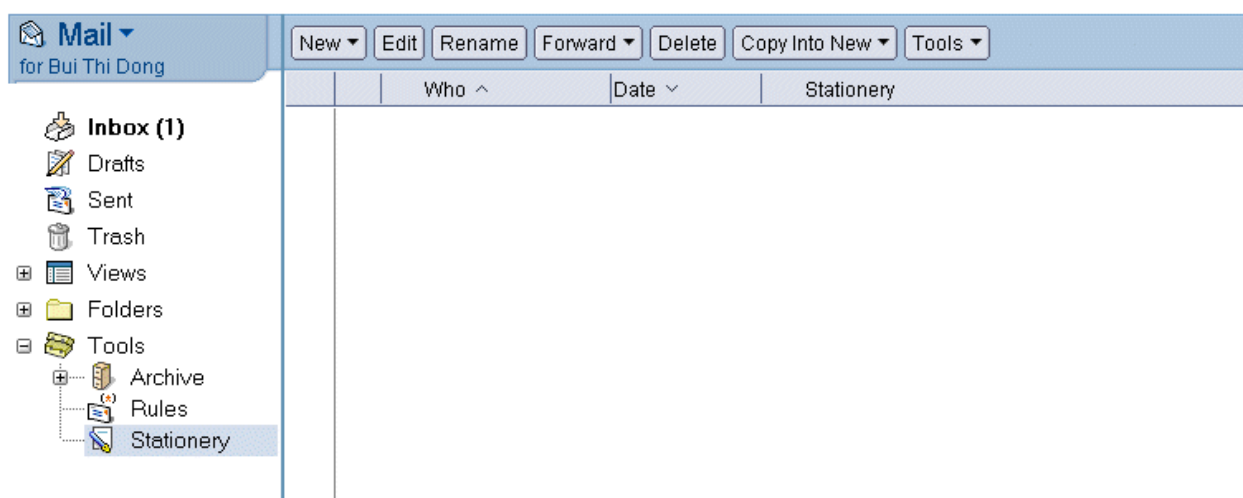 Mail
for Bui Thi Dong
New Edit Rename Forward Delete Copy Into New Tools
Who Date Stationery
Inbox (1)
Drafts
Sent
Trash
Views
Folders
Tools
Archive
Rules
Stationery